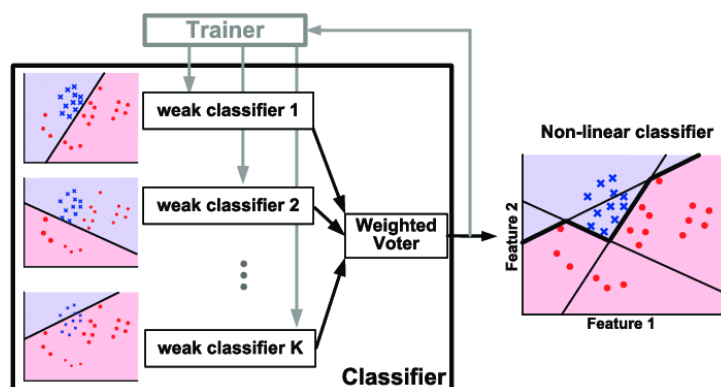 Trainer
weak classifier 1
weak classifier 2
weak classifier K
Weighted
Voter
Classifier
Non-linear classifier
Feature 2
Feature 1